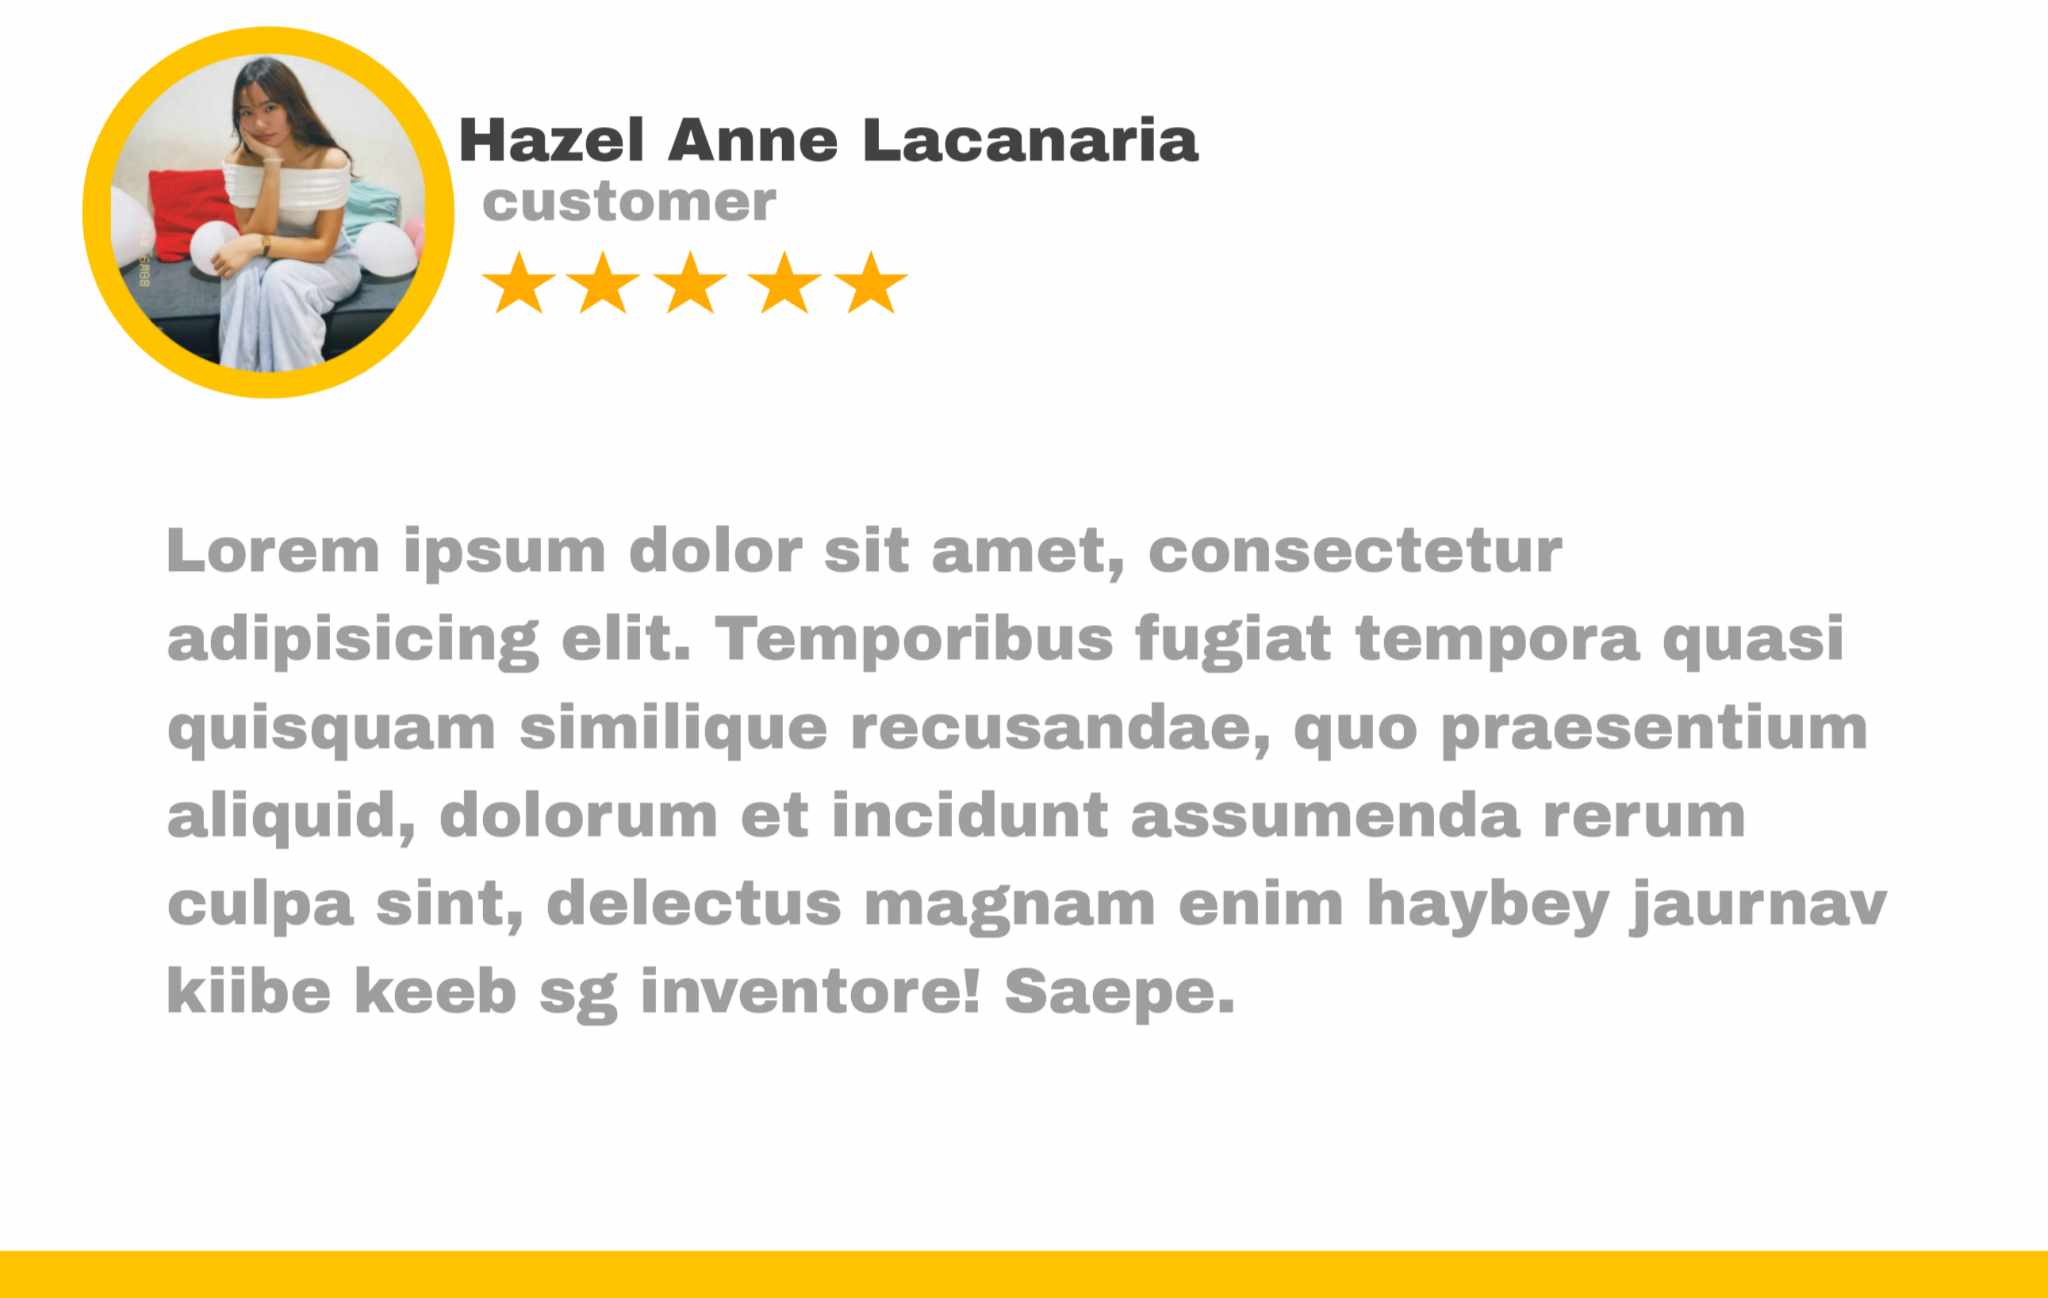 Hazel Anne Lacanaria
customer
Lorem ipsum dolor sit amet, consectetur
adipisicing elit. Temporibus fugiat tempora quasi
quisquam similique recusandae, quo praesentium
aliquid, dolorum et incidunt assumenda rerum
culpa sint, delectus magnam enim haybey jaurnav
kiibe keeb sg inventore! Saepe.